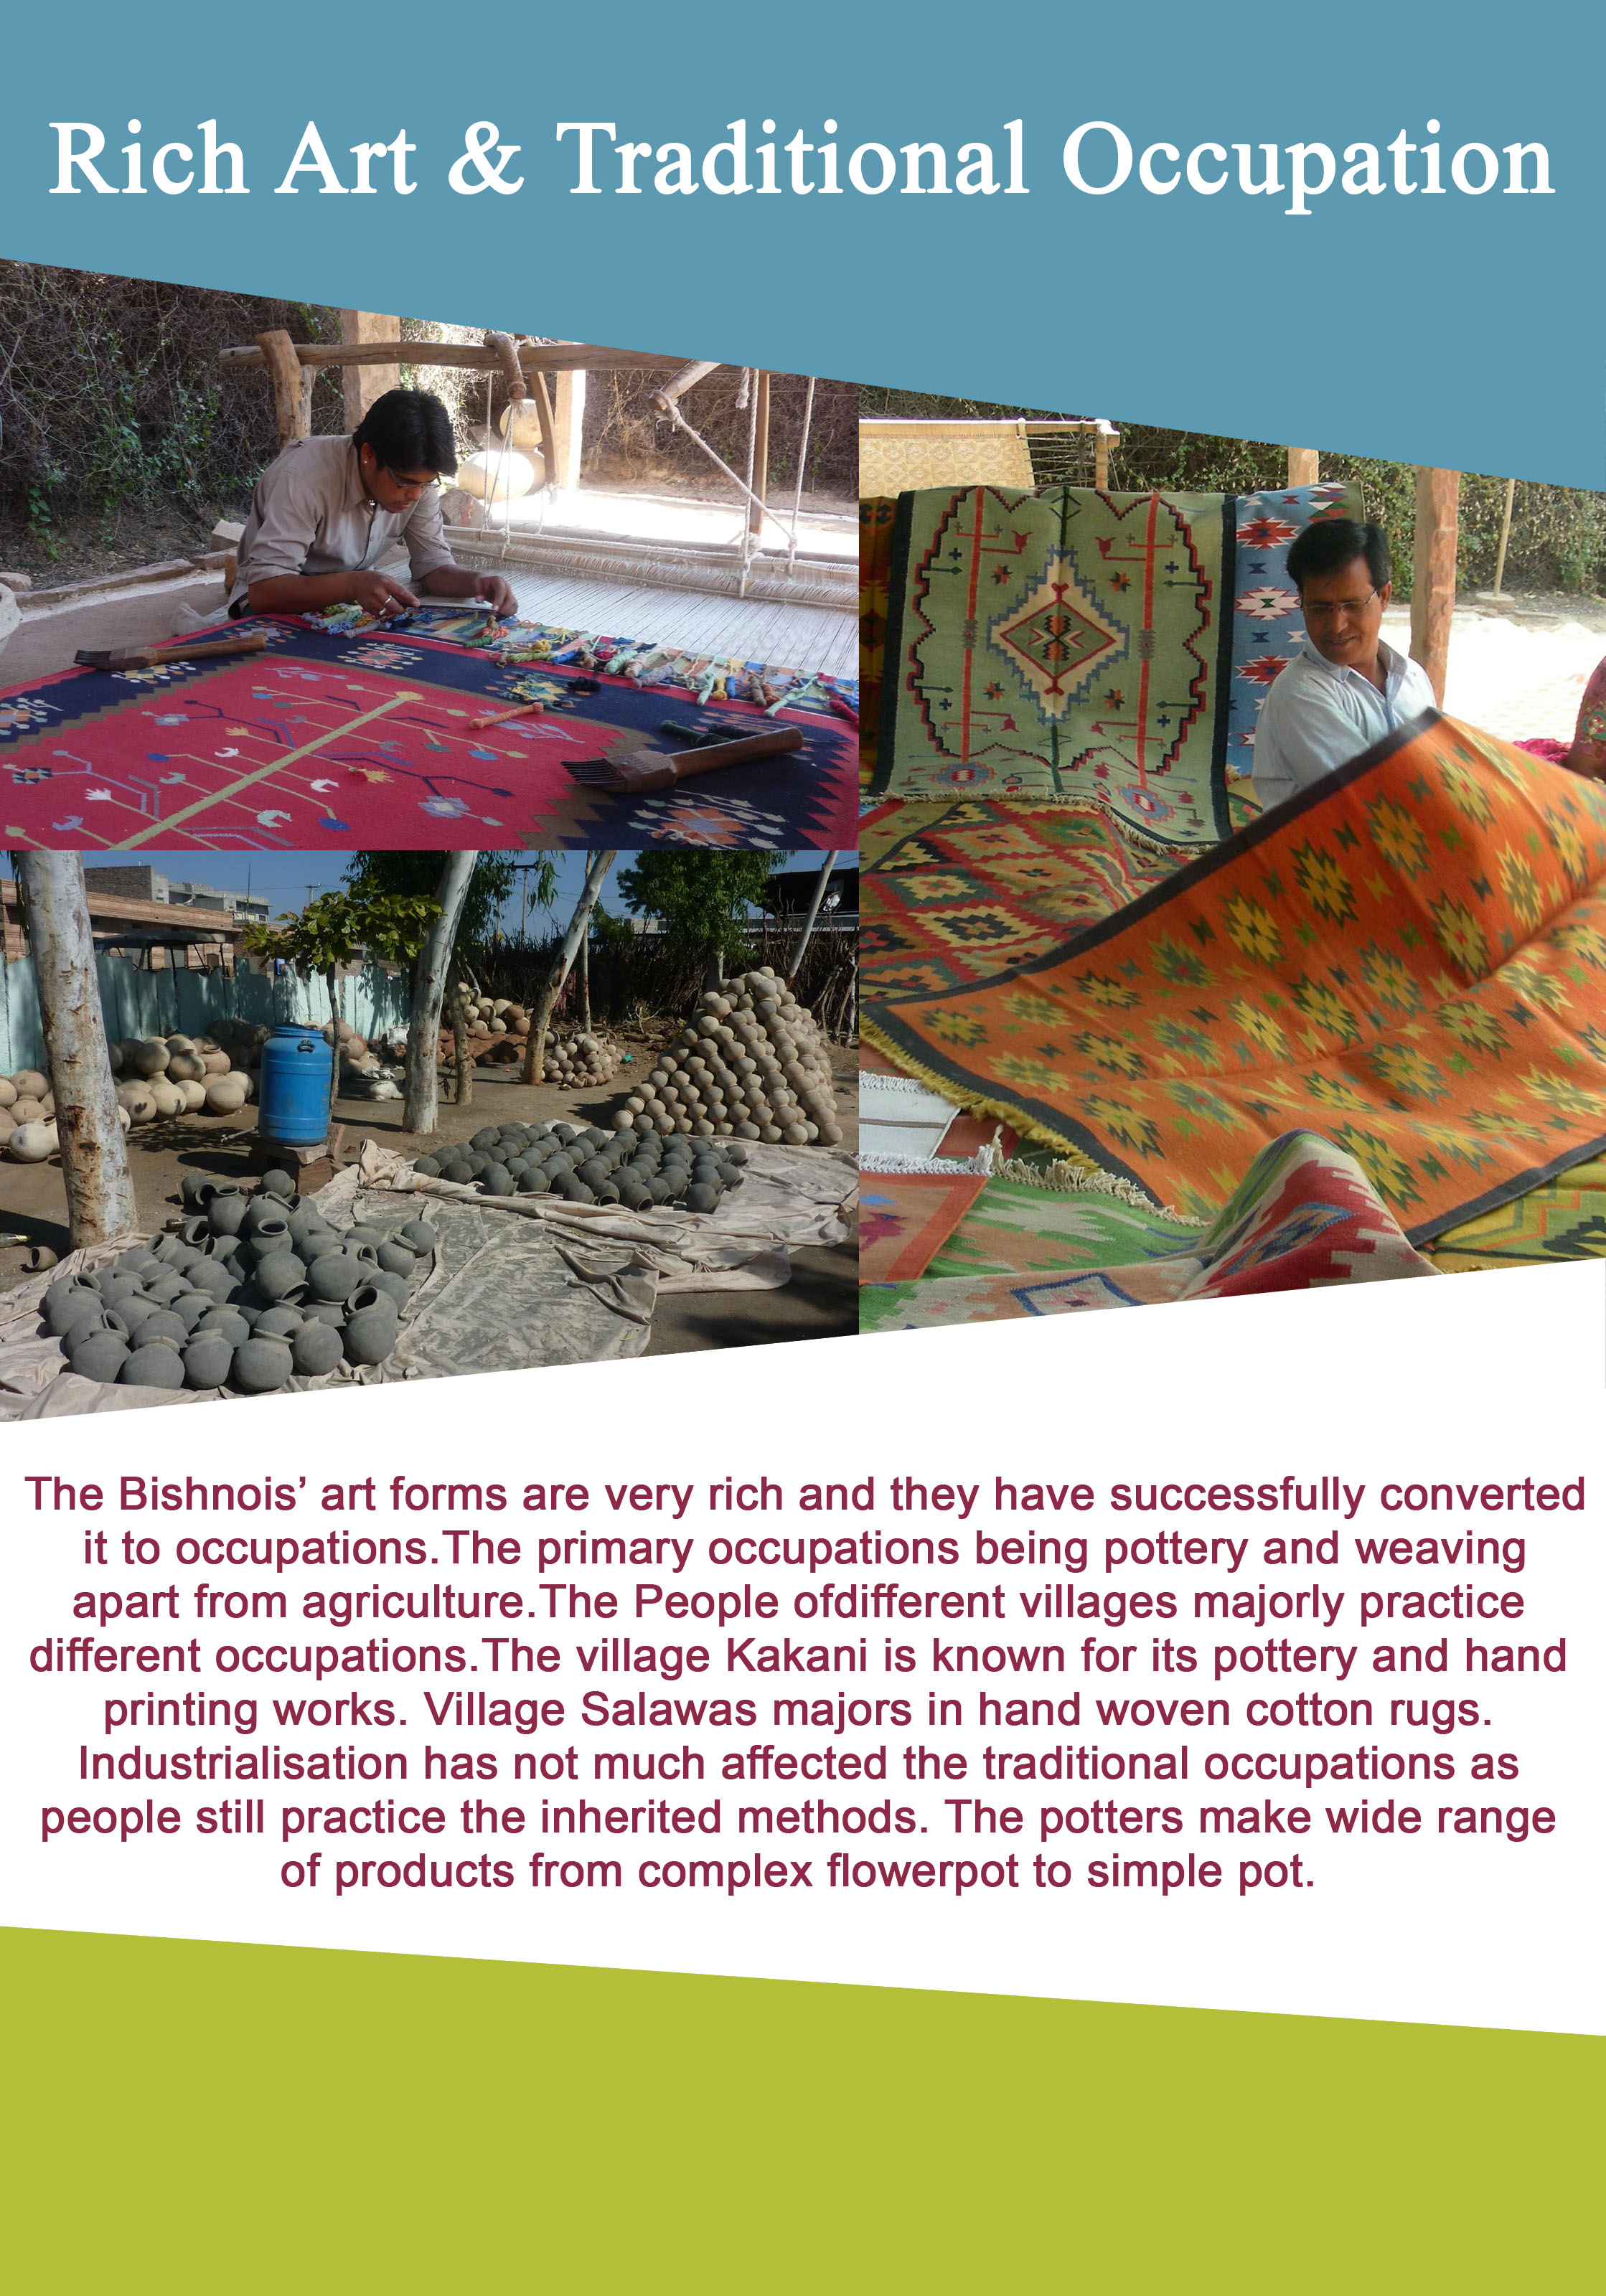 Rich Art & Traditional Occupation
The Bishnois’ art forms are very rich and they have successfully converted
it to occupations.The primary occupations being pottery and weaving
apart from agriculture.The People ofdifferent villages majorly practice
different occupations.The village Kakani is known for its pottery and hand
printing works. Village Salawas majors in hand woven cotton rugs.
Industrialisation has not much affected the traditional occupations as
people still practice the inherited methods. The potters make wide range
of products from complex flowerpot to simple pot.